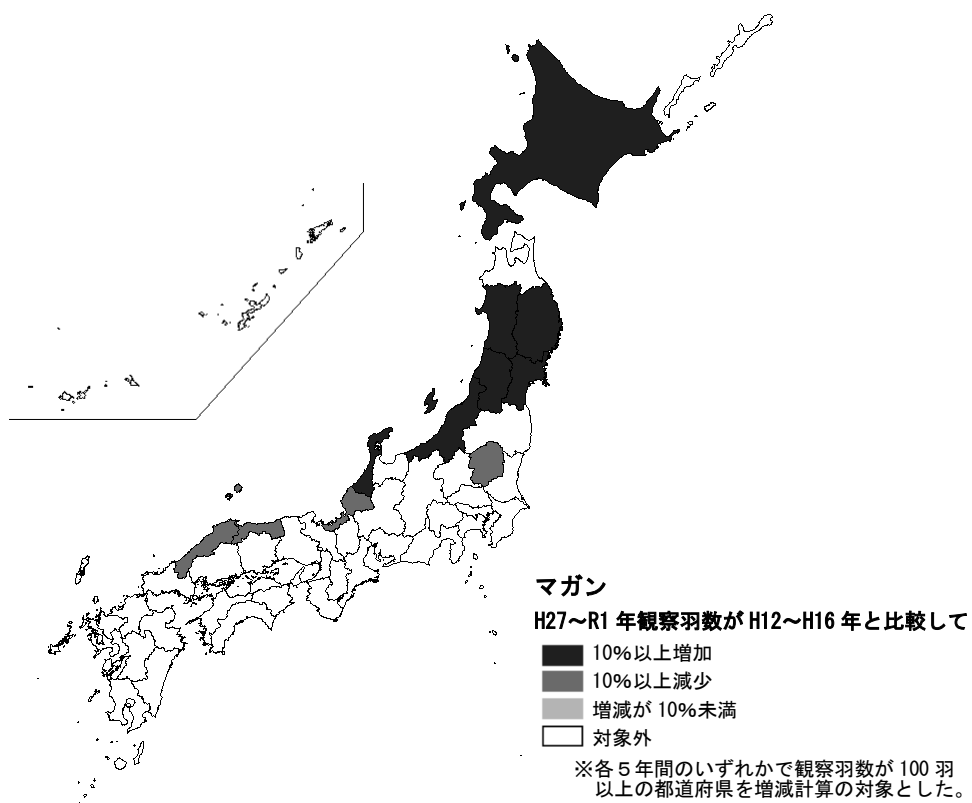 マガン
H27～R1 年観察羽数が H12～H16 年と比較して
10％以上増加
10％以上減少
増減が 10％未満
対象外
※各５年間のいずれかで観察羽数が 100 羽
以上の都道府県を増減計算の対象とした。